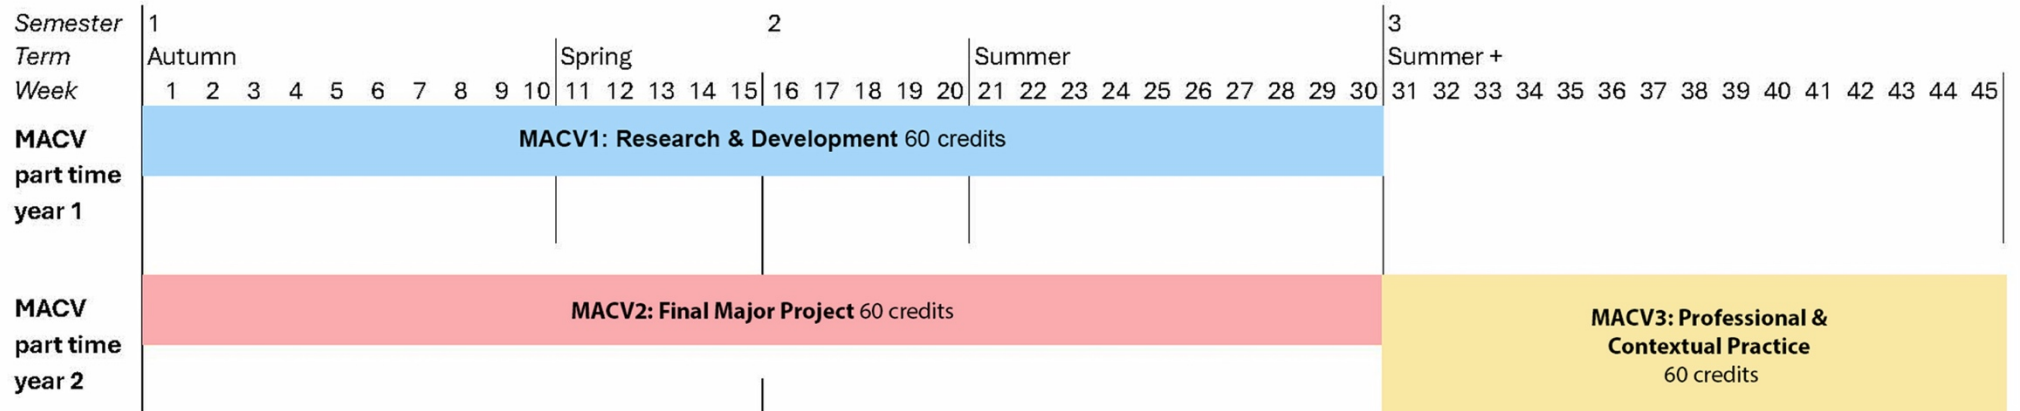 Semester 1 2 3
Term Autumn Spring Summer Summer +
Week 1 2 3 4 5 6 7 8 9 10 11 12 13 14 15 16 17 18 19 20 21 22 23 24 25 26 27 28 29 30 31 32 33 34 35 36 37 38 39 40 41 42 43 44 45
MACV
part time
year 1
MACV1: Research & Development 60 credits
MACV
part time
year 2
MACV2: Final Major Project 60 credits
MACV3: Professional &
Contextual Practice
60 credits